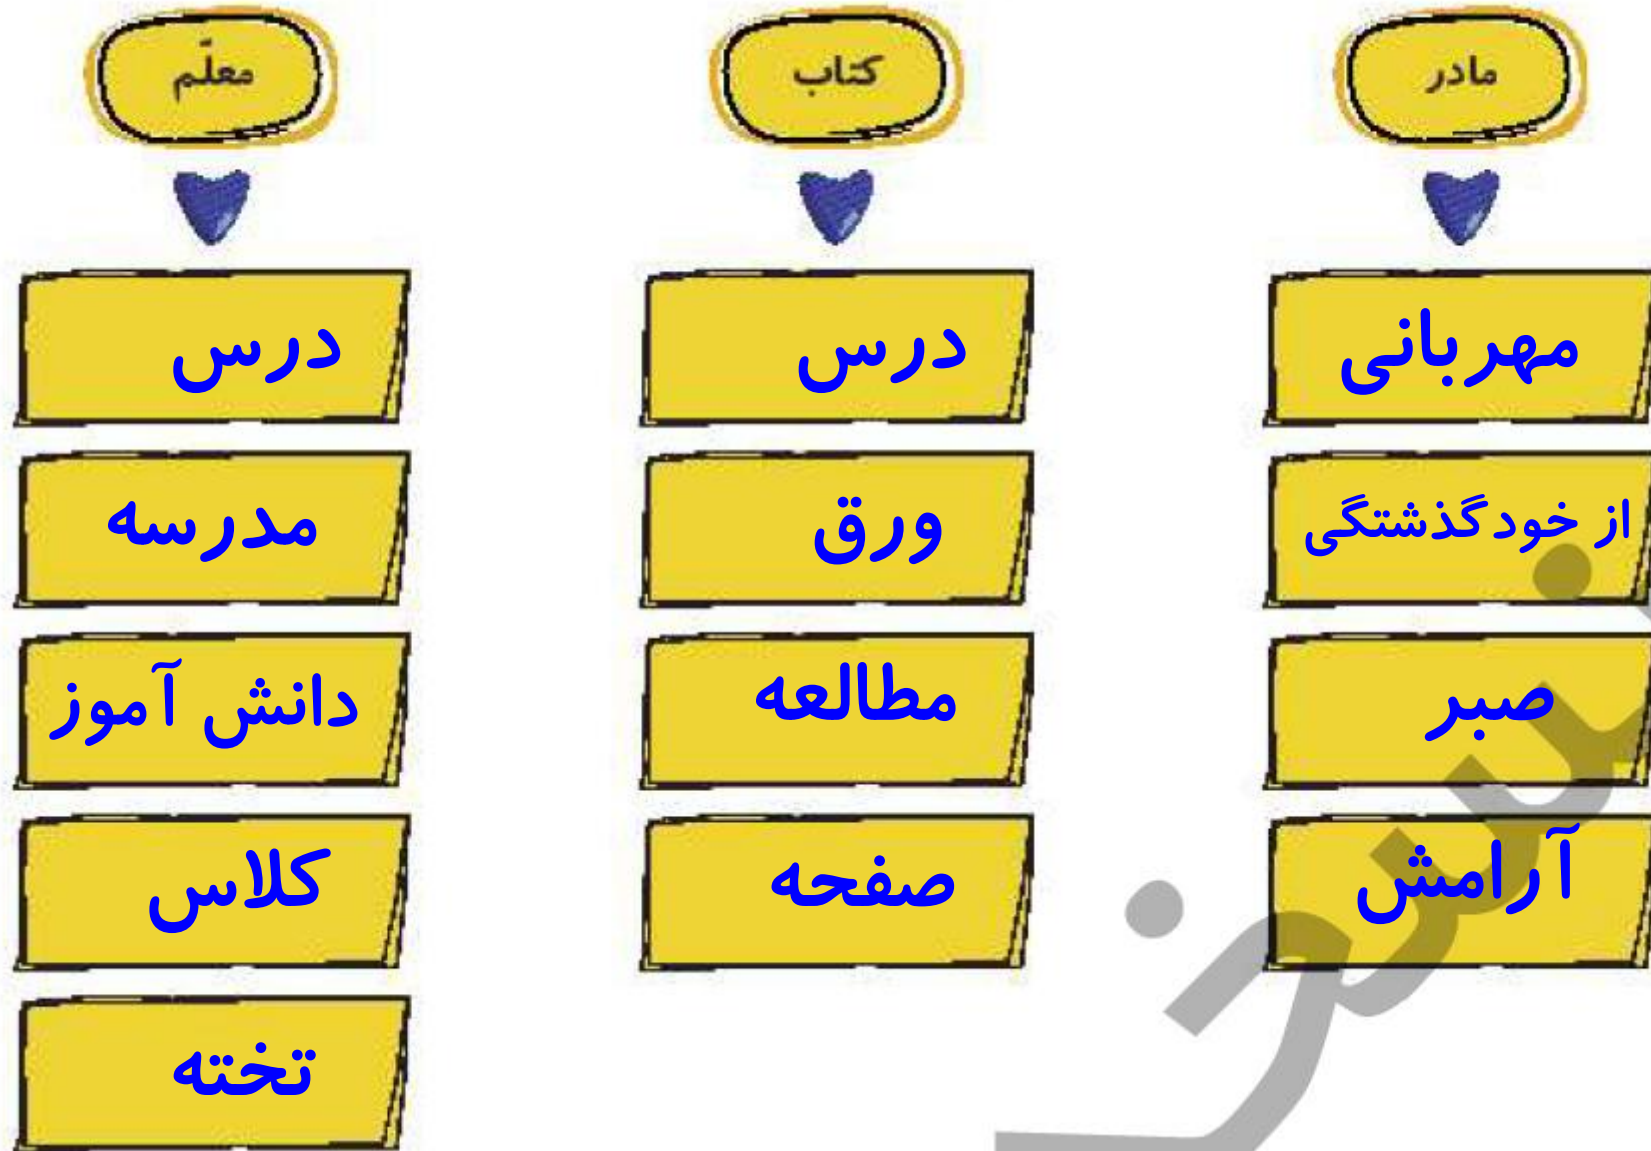 مادر
مهربانی
از خودگذشتگی
صبر
آرامش
کتاب
درس
ورق
مطالعه
صفحه
معلّم
درس
مدرسه
دانش آموز
کلاس
تخته